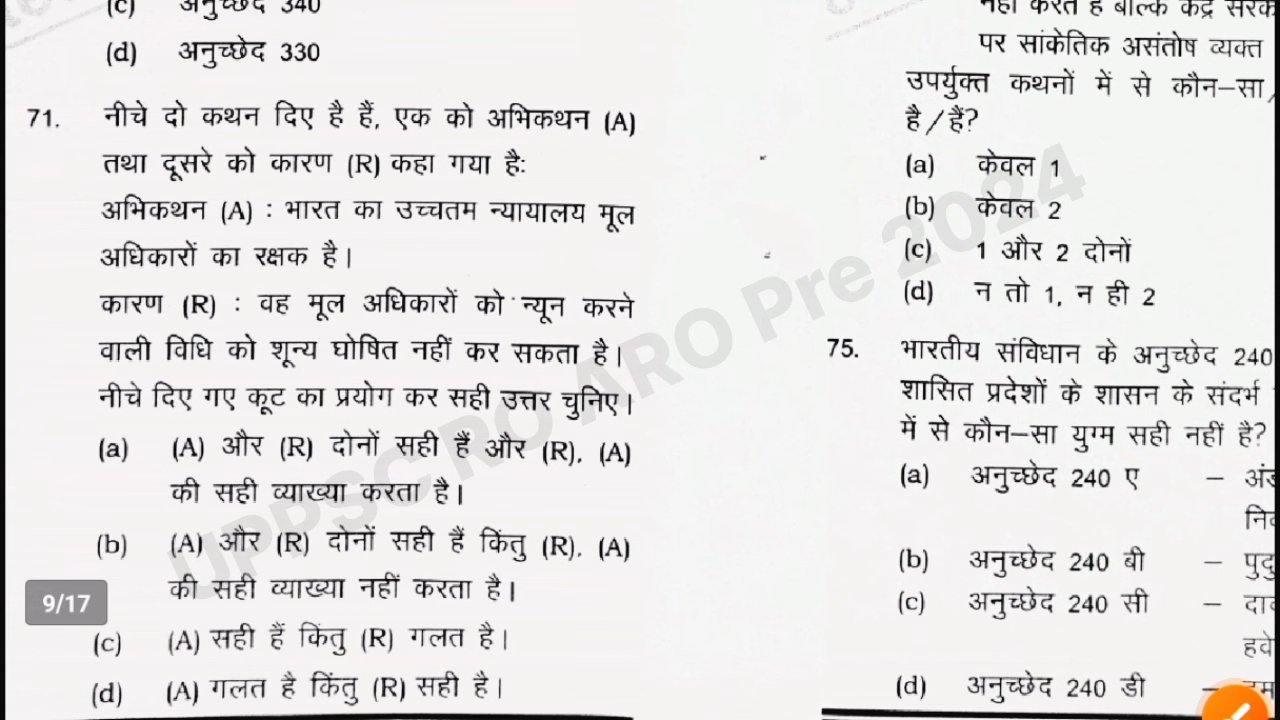 (c) अनुच्छेद 340
(d) अनुच्छेद 330
71. नीचे दो कथन दिए है हैं, एक को अभिकथन (A)
तथा दूसरे को कारण (R) कहा गया है:
अभिकथन (A) : भारत का उच्चतम न्यायालय मूल
अधिकारों का रक्षक है।
कारण (R) : वह मूल अधिकारों को न्यून करने
वाली विधि को शून्य घोषित नहीं कर सकता है।
नीचे दिए गए कूट का प्रयोग कर सही उत्तर चुनिए।
(a) (A) और (R) दोनों सही हैं और (R), (A)
की सही व्याख्या करता है।
(b) (A) और (R) दोनों सही हैं किंतु (R), (A)
की सही व्याख्या नहीं करता है।
(c) (A) सही हैं किंतु (R) गलत है।
(d) (A) गलत है किंतु (R) सही है।
9/17
नहीं करते हैं बल्कि केंद्र
पर सांकेतिक असंतोष व्यक्त
उपर्युक्त कथनों में से कौन–सा
है/हैं?
(a) केवल 1
(b) केवल 2
(c) 1 और 2 दोनों
(d) न तो 1, न ही 2
75. भारतीय संविधान के अनुच्छेद 240
शासित प्रदेशों के शासन के संदर्भ
में से कौन–सा युग्म सही नहीं है?
(a) अनुच्छेद 240 ए –
(b) अनुच्छेद 240 बी –
(c) अनुच्छेद 240 सी –
(d) अनुच्छेद 240 डी –
UPPSC RO ARO Pre 2024